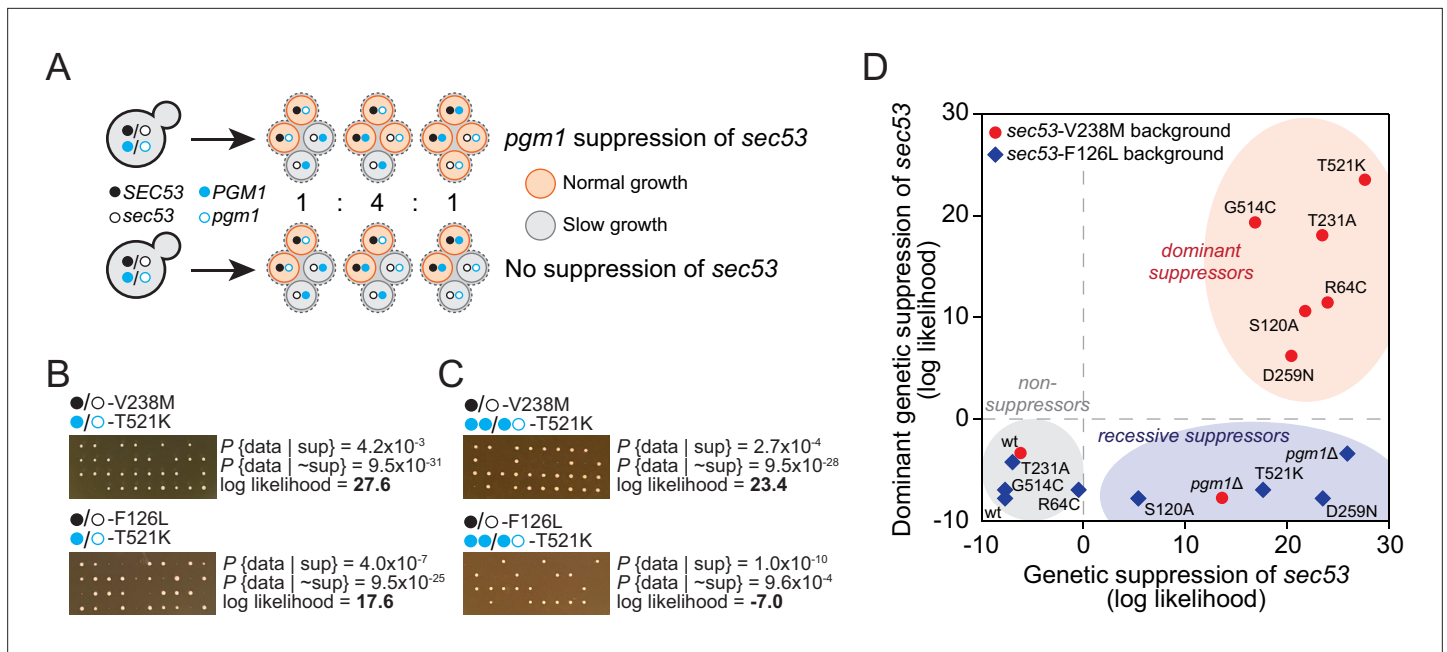 A
SEC53
PGM1
sec53
pgm1
1 : 4 : 1
pgm1 suppression of sec53
Normal growth
Slow growth
No suppression of sec53
B
●/○-V238M
●/○-T521K
P {data | sup} = 4.2x10-3
P {data | ~sup} = 9.5x10-31
log likelihood = 27.6
●/○-F126L
●/○-T521K
P {data | sup} = 4.0x10-7
P {data | ~sup} = 9.5x10-25
log likelihood = 17.6
C
●/○-V238M
●●/●○-T521K
P {data | sup} = 2.7x10-4
P {data | ~sup} = 9.5x10-28
log likelihood = 23.4
●/○-F126L
●●/●○-T521K
P {data | sup} = 1.0x10-10
P {data | ~sup} = 9.6x10-4
log likelihood = -7.0
D
Dominant genetic suppression of sec53
(log likelihood)
30
20
10
0
-10
sec53-V238M background
sec53-F126L background
T521K
G514C
T231A
dominant
suppressors
R64C
S120A
D259N
non-
suppressors
recessive suppressors
wt
T231A
G514C
wt
R64C
S120A
pgm1Δ
T521K
pgm1Δ
D259N
-10
0
10
20
30
Genetic suppression of sec53
(log likelihood)